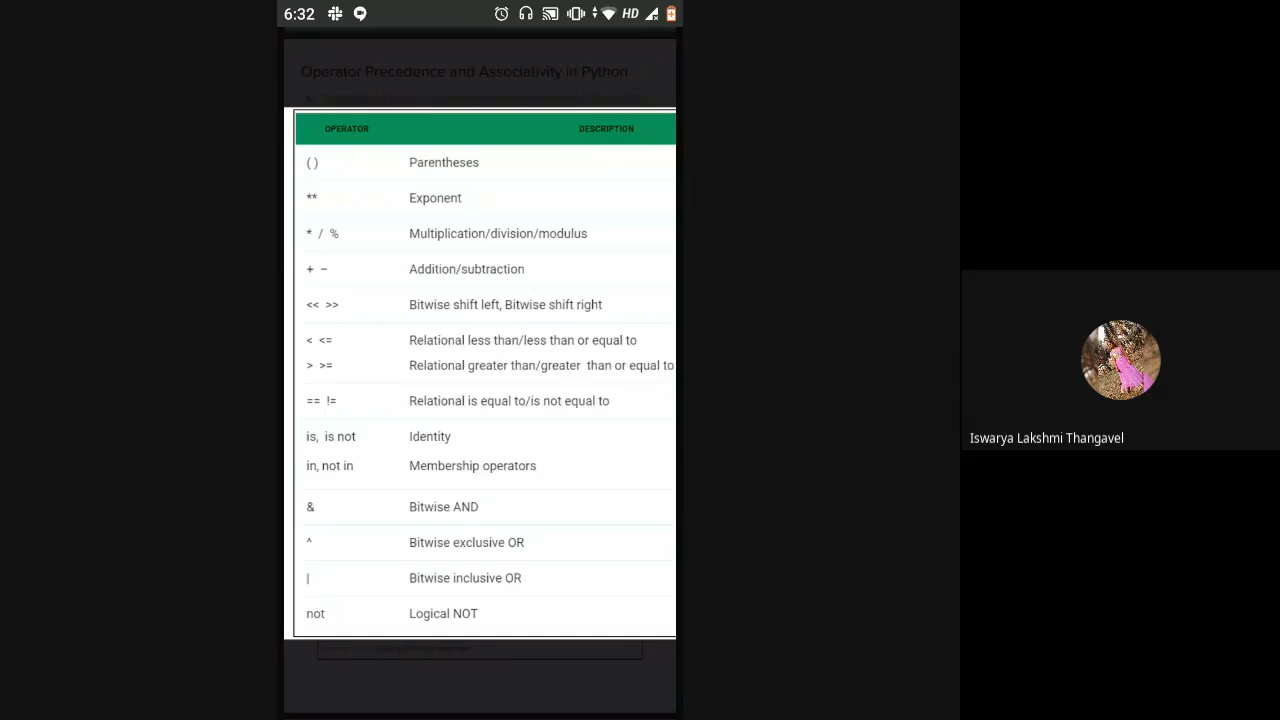 6:32 HD
Operator Precedence and Associativity in Python
OPERATOR DESCRIPTION
( ) Parentheses
** Exponent
* / % Multiplication/division/modulus
+ − Addition/subtraction
<< >> Bitwise shift left, Bitwise shift right
< <= Relational less than/less than or equal to
> >= Relational greater than/greater than or equal to
== != Relational is equal to/is not equal to
is, is not Identity
in, not in Membership operators
& Bitwise AND
^ Bitwise exclusive OR
| Bitwise inclusive OR
not Logical NOT
Iswarya Lakshmi Thangavel